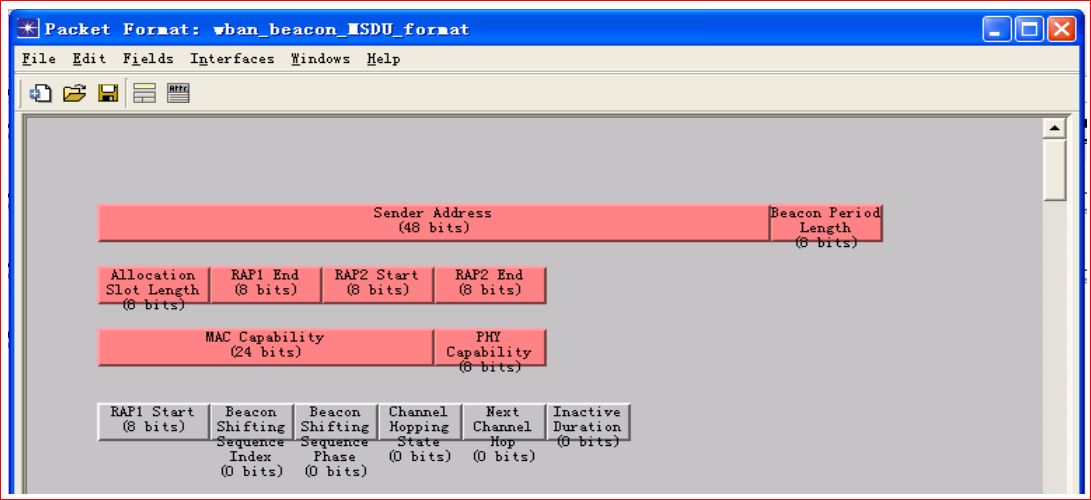 Packet Format: wban_beacon_MSDU_format
File Edit Fields Interfaces Windows Help
Attr.
Sender Address
(48 bits)
Beacon Period
Length
(8 bits)
Allocation
Slot Length
(8 bits)
RAP1 End
(8 bits)
RAP2 Start
(8 bits)
RAP2 End
(8 bits)
MAC Capability
(24 bits)
PHY
Capability
(8 bits)
RAP1 Start
(8 bits)
Beacon
Shifting
Sequence
Index
(0 bits)
Beacon
Shifting
Sequence
Phase
(0 bits)
Channel
Hopping
State
(0 bits)
Next
Channel
Hop
(0 bits)
Inactive
Duration
(0 bits)